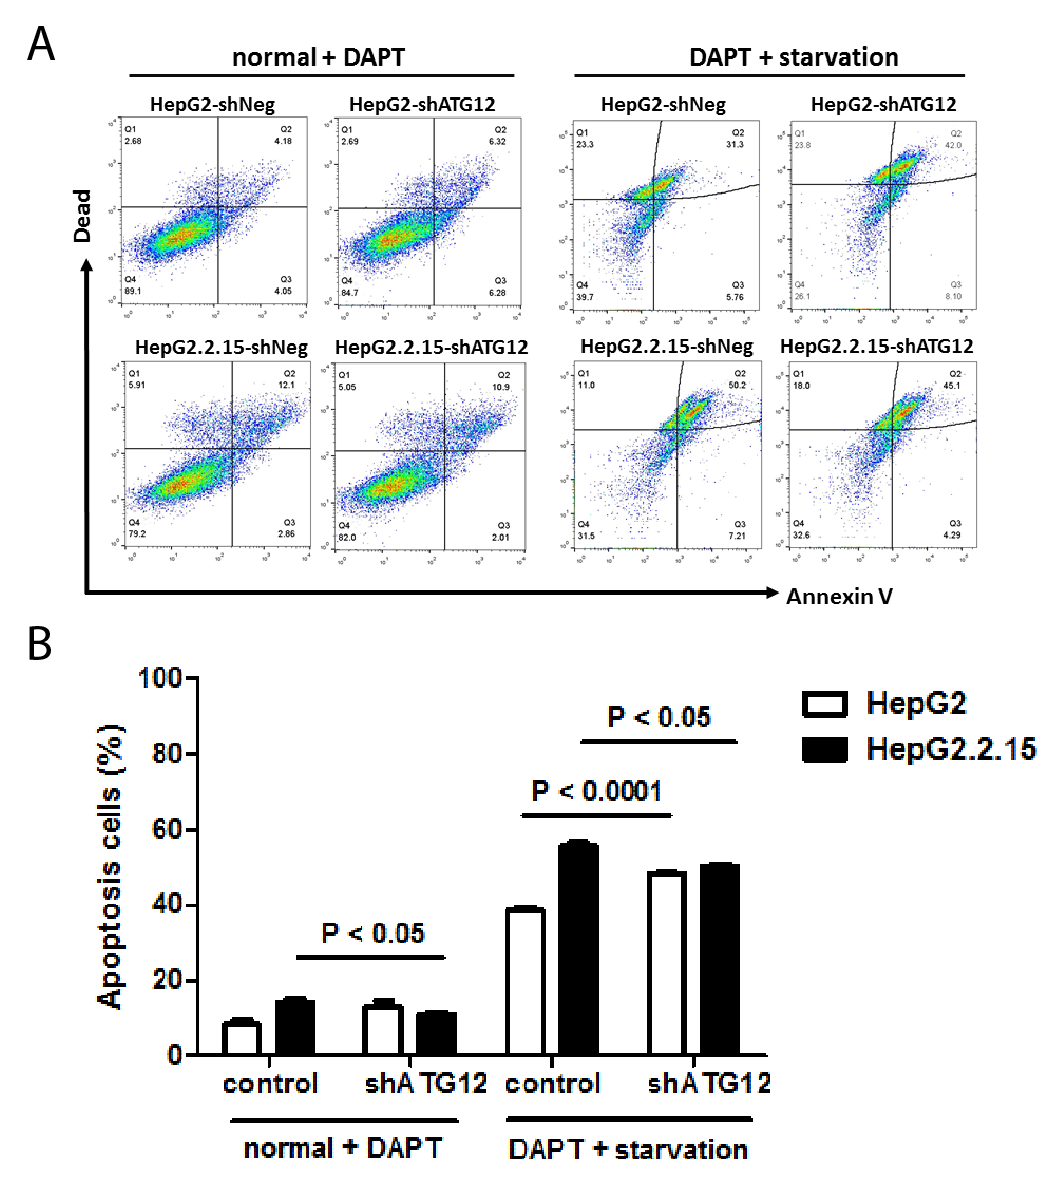 A
normal + DAPT
DAPT + starvation
HepG2-shNeg
HepG2-shATG12
HepG2-shNeg
HepG2-shATG12
Q1
2.68
Q2
4.18
Q4
89.1
Q3
4.05
Q1
2.69
Q2
6.32
Q4
84.7
Q3
6.28
Q1
23.3
Q2
31.3
Q4
39.7
Q3
5.76
Q1
23.8
Q2
42.0
Q4
26.1
Q3
8.10
Dead
HepG2.2.15-shNeg
HepG2.2.15-shATG12
HepG2.2.15-shNeg
HepG2.2.15-shATG12
Q1
5.91
Q2
12.1
Q4
79.2
Q3
2.86
Q1
5.05
Q2
10.9
Q4
82.0
Q3
2.01
Q1
11.0
Q2
50.2
Q4
31.5
Q3
7.21
Q1
18.0
Q2
45.1
Q4
32.6
Q3
4.29
Annexin V
B
Apoptosis cells (%)
100
80
60
40
20
0
P < 0.05
P < 0.0001
P < 0.05
HepG2
HepG2.2.15
control
shATG12
control
shATG12
normal + DAPT
DAPT + starvation